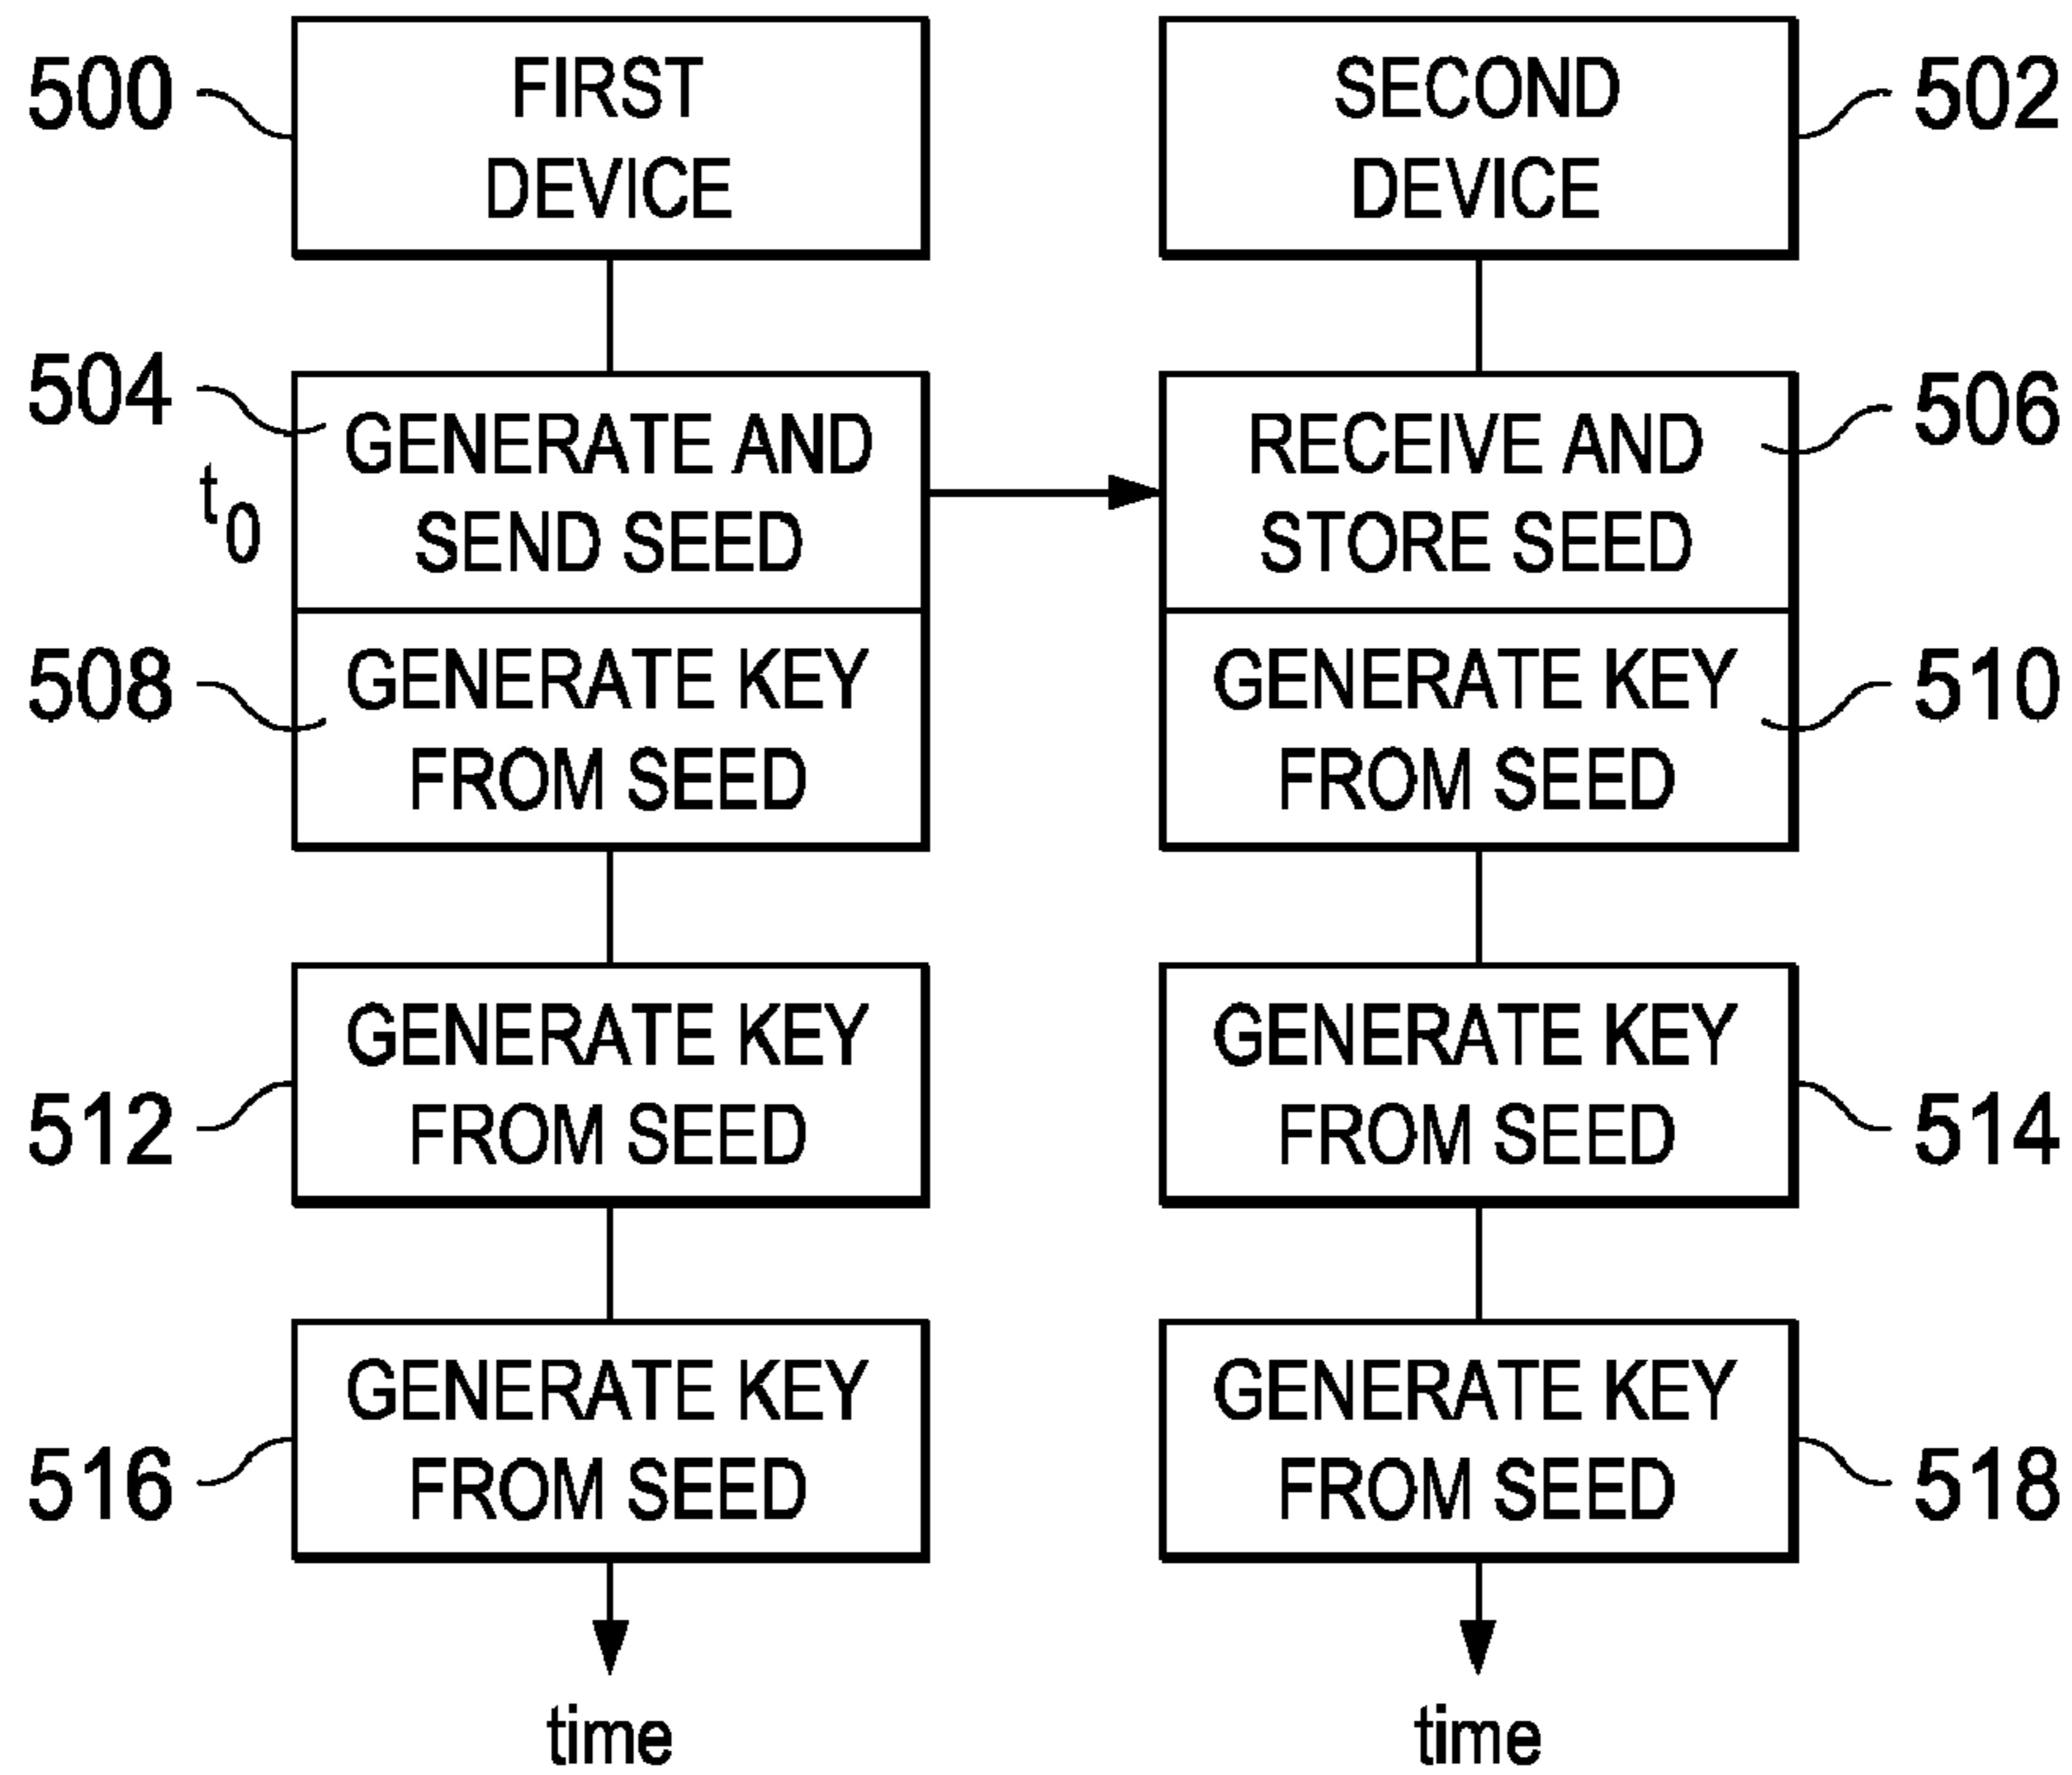 500
FIRST
DEVICE
SECOND
DEVICE
502
504
t0
GENERATE AND
SEND SEED
RECEIVE AND
STORE SEED
506
508
GENERATE KEY
FROM SEED
GENERATE KEY
FROM SEED
510
512
GENERATE KEY
FROM SEED
GENERATE KEY
FROM SEED
514
516
GENERATE KEY
FROM SEED
GENERATE KEY
FROM SEED
518
time
time